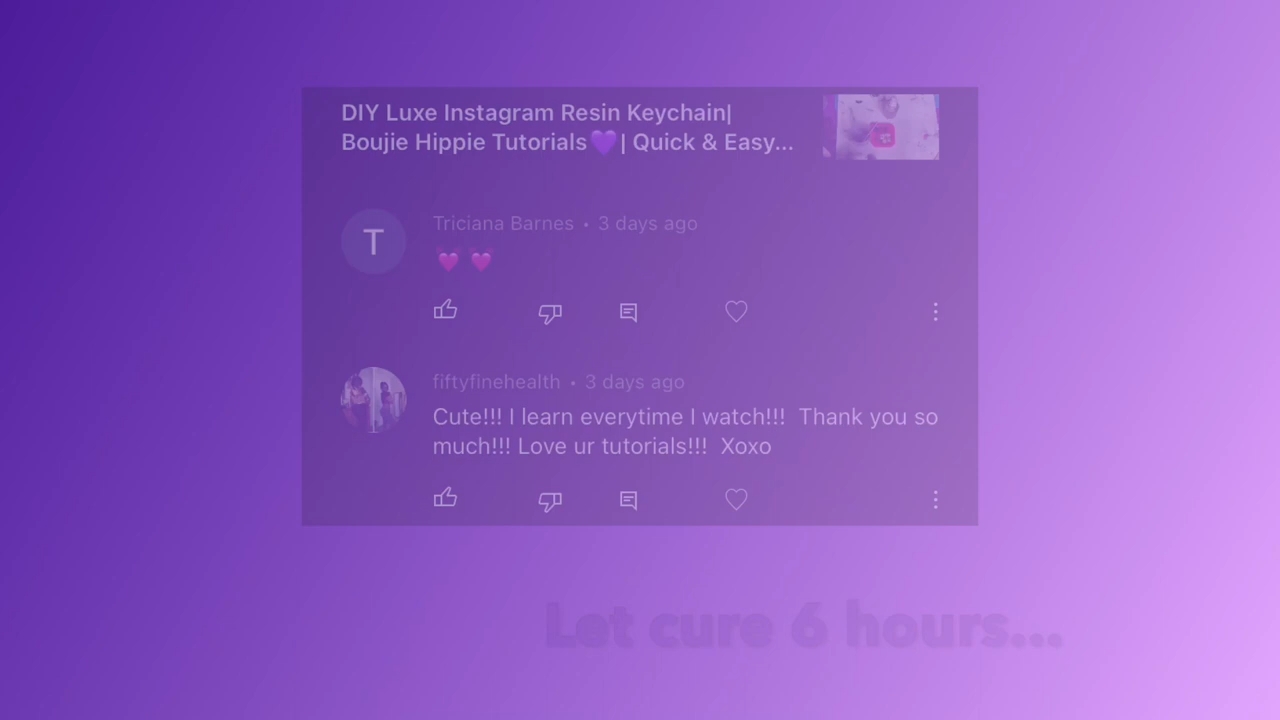 DIY Luxe Instagram Resin Keychain|
Boujie Hippie Tutorials💜| Quick & Easy...
T
Triciana Barnes • 3 days ago
💓 💓
fiftyfinehealth • 3 days ago
Cute!!! I learn everytime I watch!!! Thank you so
much!!! Love ur tutorials!!! Xoxo
Let cure 6 hours...